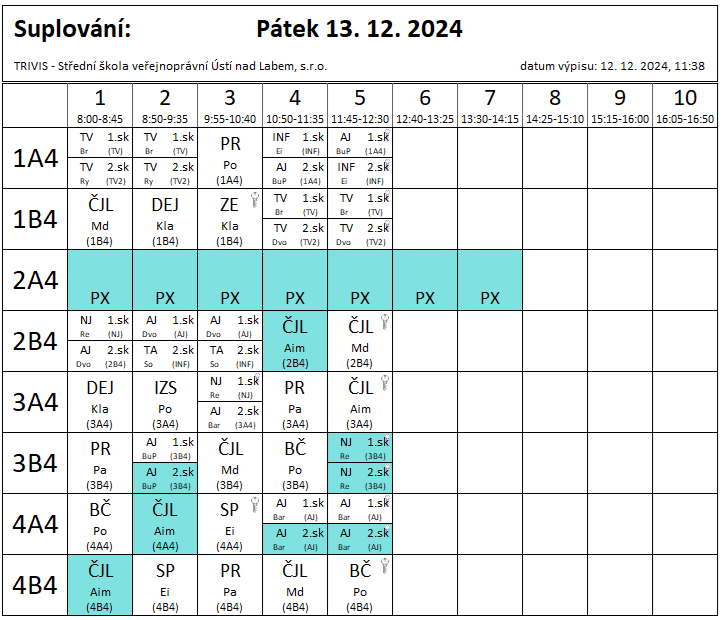 Suplování: Pátek 13. 12. 2024
TRIVIS - Střední škola veřejnoprávní Ústí nad Labem, s.r.o. datum výpisu: 12. 12. 2024, 11:38
1 2 3 4 5 6 7 8 9 10
8:00-8:45 8:50-9:35 9:55-10:40 10:50-11:35 11:45-12:30 12:40-13:25 13:30-14:15 14:25-15:10 15:15-16:00 16:05-16:50
1A4
TV 1.sk TV 1.sk PR INF 1.sk AJ 1.sk
Br (TV) Br (TV) Po Ei (INF) BuP (1A4)
TV 2.sk TV 2.sk (1A4) AJ 2.sk INF 2.sk
Ry (TV2) Ry (TV2) BuP (1A4) Ei (INF)
1B4
ČJL DEJ ZE TV 1.sk TV 1.sk
Md Kla Kla Br (TV) Br (TV)
(1B4) (1B4) (1B4) TV 2.sk TV 2.sk
Dvo (TV2) Dvo (TV2)
2A4
PX PX PX PX PX PX PX
2B4
NJ 1.sk AJ 1.sk AJ 1.sk ČJL ČJL
Re (NJ) Dvo (AJ) Dvo (AJ) Aim Md
AJ 2.sk TA 2.sk TA 2.sk (2B4) (2B4)
Dvo (2B4) So (INF) So (INF)
3A4
DEJ IZS NJ 1.sk PR ČJL
Kla Po Re (NJ) Pa Aim
(3A4) (3A4) AJ 2.sk (3A4) (3A4)
Bar (3A4)
3B4
PR AJ 1.sk ČJL BČ NJ 1.sk
Pa BuP (3B4) Md Po Re (3B4)
(3B4) AJ 2.sk (3B4) (3B4) NJ 2.sk
BuP (3B4) Re (3B4)
4A4
BČ ČJL SP AJ 1.sk AJ 1.sk
Po Aim Ei Bar (AJ) Bar (AJ)
(4A4) (4A4) (4A4) AJ 2.sk AJ 2.sk
Bar (AJ) Bar (AJ)
4B4
ČJL SP PR ČJL BČ
Aim Ei Pa Md Po
(4B4) (4B4) (4B4) (4B4) (4B4)